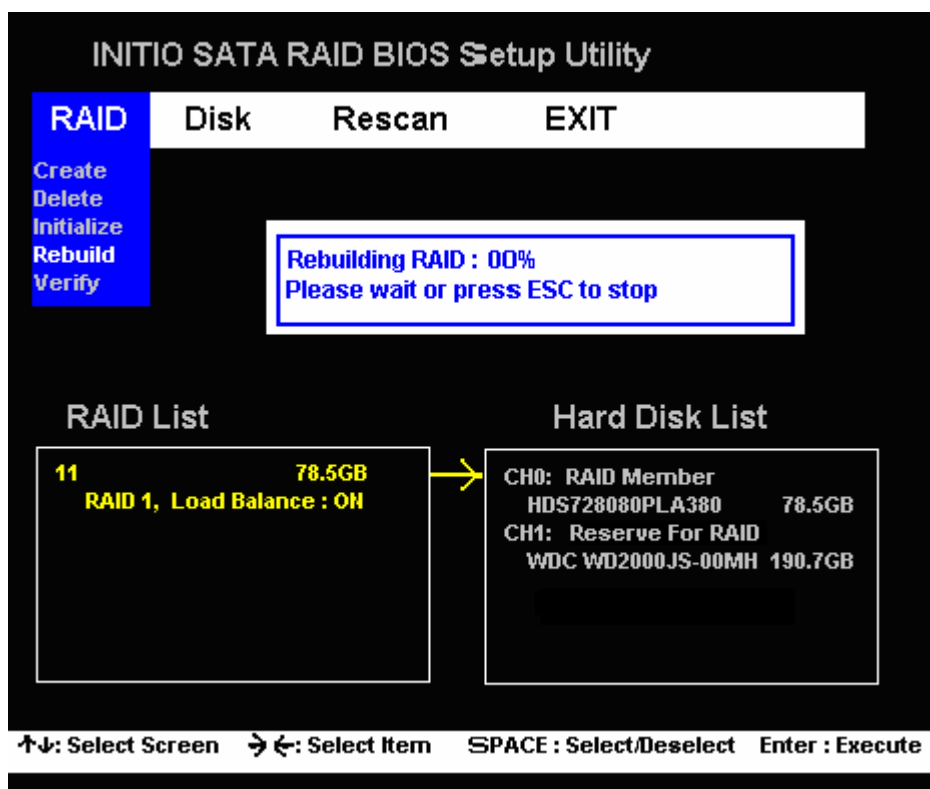 INITIO SATA RAID BIOS Setup Utility
RAID Disk Rescan EXIT
Create
Delete
Initialize
Rebuild
Verify
Rebuilding RAID : 00%
Please wait or press ESC to stop
RAID List
11 78.5GB
RAID 1, Load Balance : ON
Hard Disk List
CH0: RAID Member
HDS728080PLA380 78.5GB
CH1: Reserve For RAID
WDC WD2000JS-00MH 190.7GB
↑↓: Select Screen →←: Select Item SPACE : Select/Deselect Enter : Execute